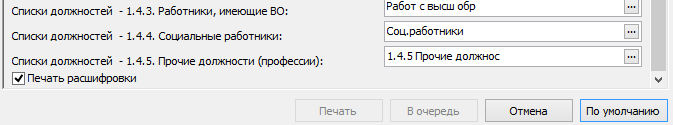 Списки должностей - 1.4.3. Работники, имеющие ВО: Работ с высш обр ...
Списки должностей - 1.4.4. Социальные работники: Соц.работники ...
Списки должностей - 1.4.5. Прочие должности (профессии): 1.4.5 Прочие должнос ...
Печать расшифровки
Печать В очередь Отмена По умолчанию